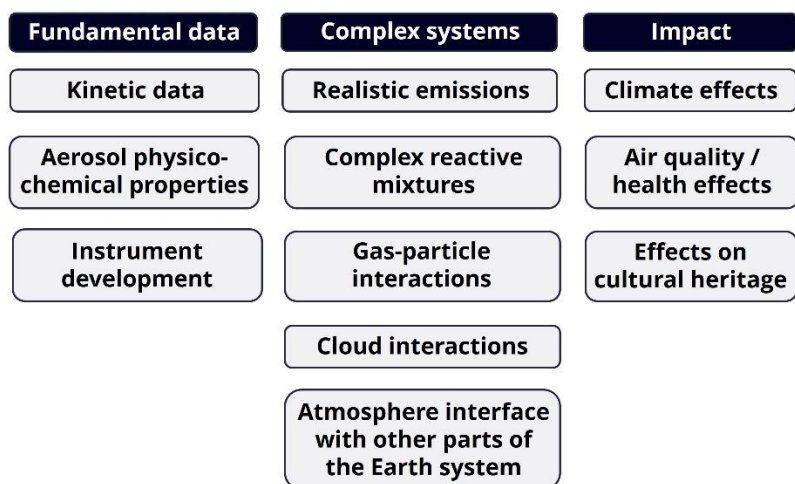 Fundamental data
Kinetic data
Aerosol physico-
chemical properties
Instrument
development
Complex systems
Realistic emissions
Complex reactive
mixtures
Gas-particle
interactions
Cloud interactions
Atmosphere interface
with other parts of
the Earth system
Impact
Climate effects
Air quality /
health effects
Effects on
cultural heritage